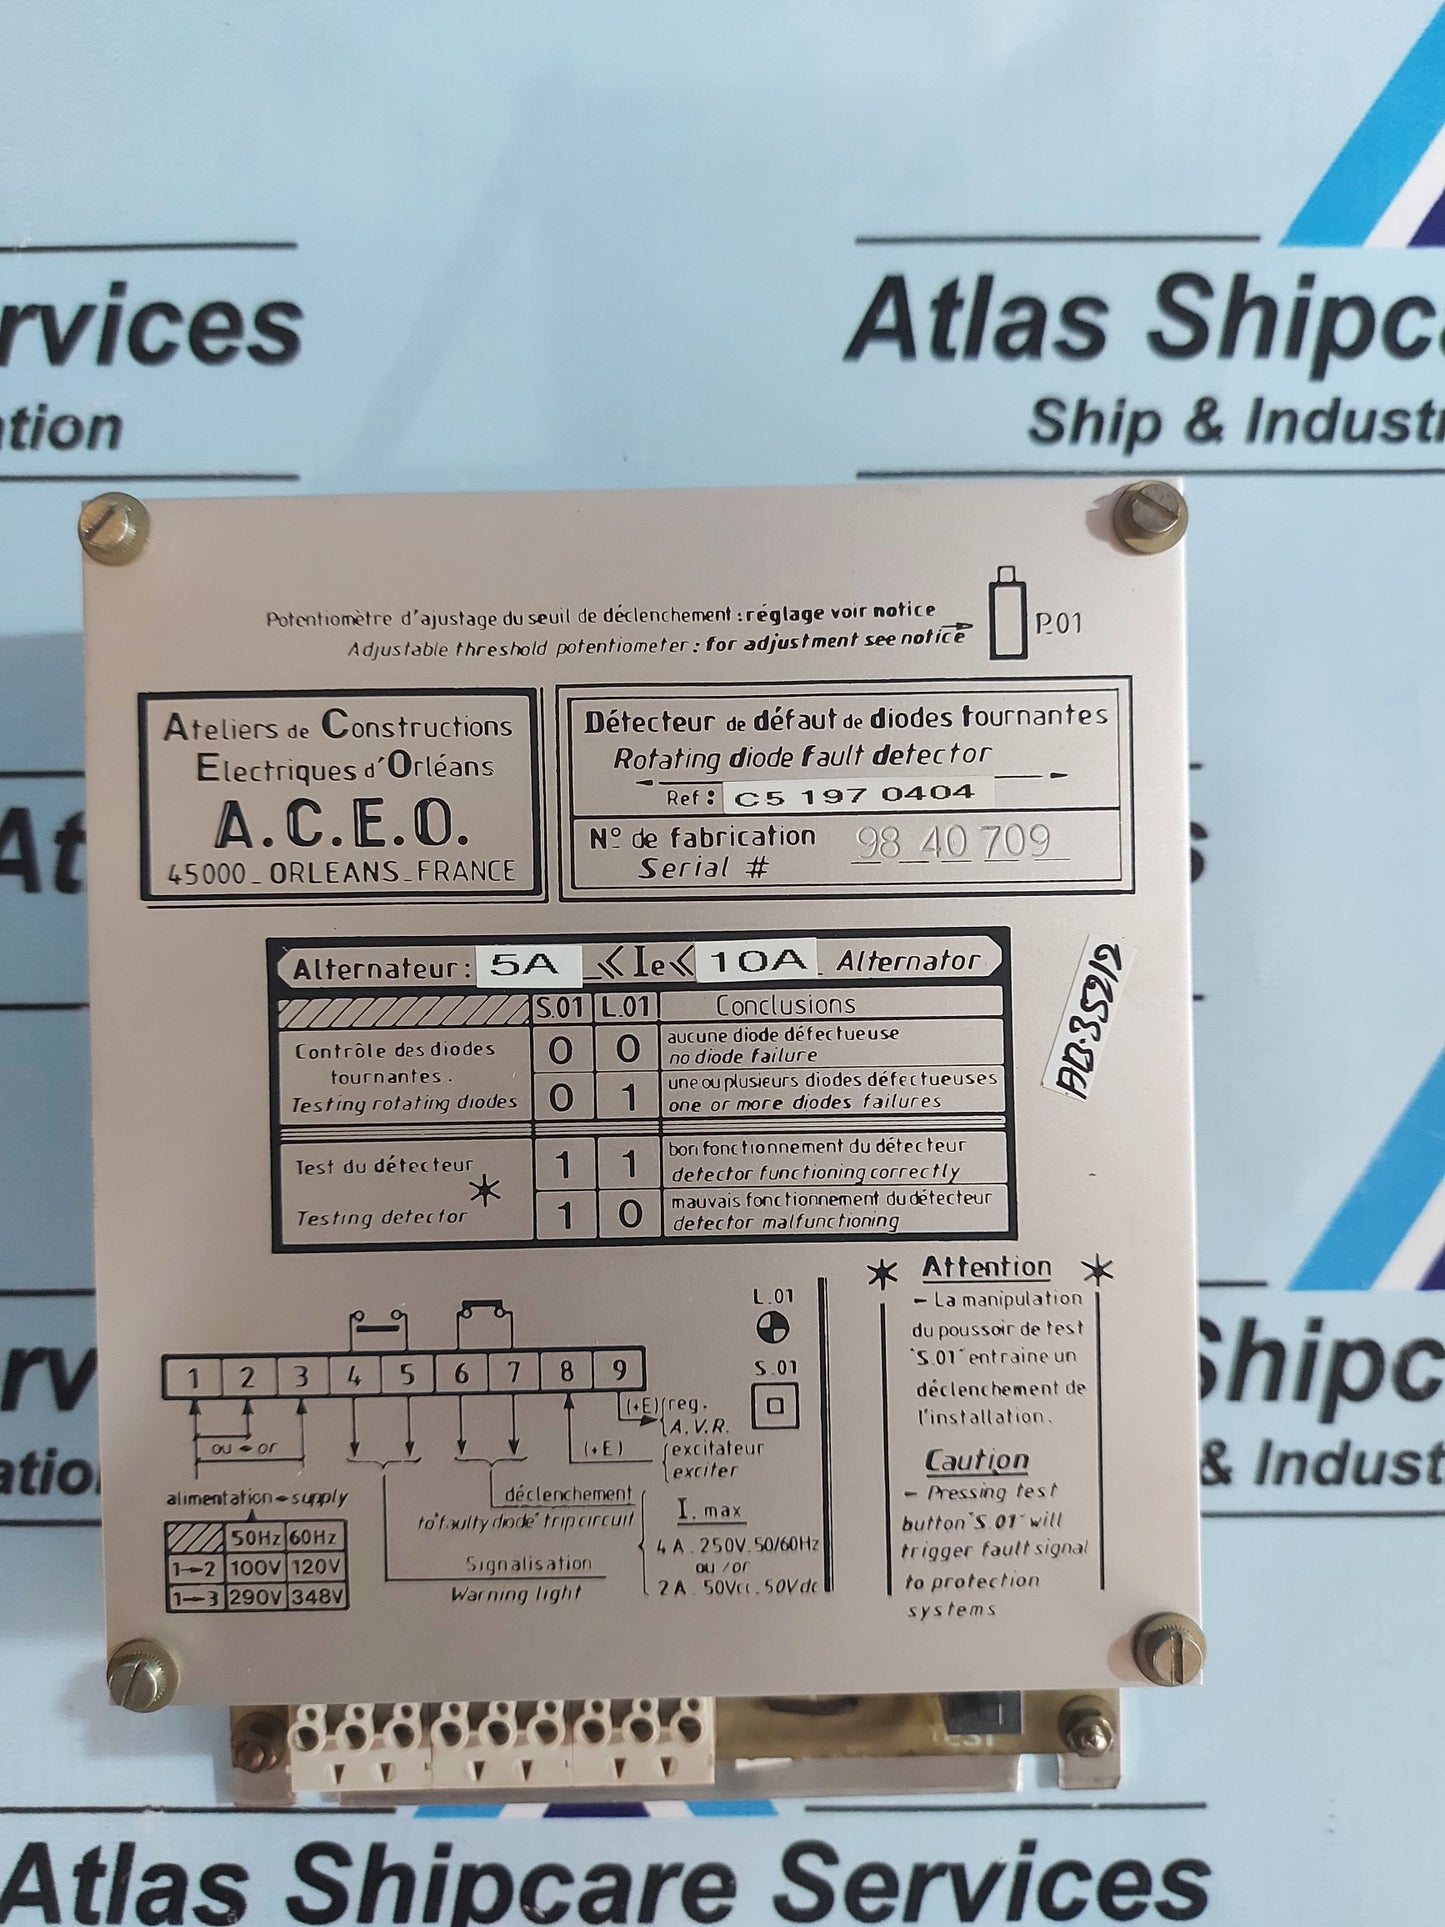 rvices
Atlas Shipc
Ship & Industr
Potentiomètre d'ajustage du seuil de déclenchement : réglage voir notice
Adjustable threshold potentiometer : for adjustment see notice
P.01
Ateliers de Constructions
Electriques d'Orléans
A.C.E.O.
45000_ORLEANS_FRANCE
Détecteur de défaut de diodes tournantes
Rotating diode fault detector
Ref : C5 197 0404
Nº de fabrication 98 40 709
Serial #
Alternateur : 5A ≤ Ie ≤ 10A Alternator
S.01 L.01 Conclusions
Contrôle des diodes tournantes.
Testing rotating diodes
0 0 aucune diode défectueuse
no diode failure
0 1 une ou plusieurs diodes défectueuses
one or more diodes failures
Test du détecteur *
Testing detector
1 1 bon fonctionnement du détecteur
detector functioning correctly
1 0 mauvais fonctionnement du détecteur
detector malfunctioning
AB-35212
1 2 3 4 5 6 7 8 9
ou or
alimentation supply
50Hz 60Hz
1-2 100V 120V
1-3 290V 348V
(+E) reg.
A.V.R.
(+E) excitateur
exciter
déclenchement
to "faulty diode" trip circuit
Signalisation
Warning light
I. max
4 A . 250V_50/60Hz
ou / or
2 A . 50Vcc . 50Vdc
L.01
S.01
* Attention *
- La manipulation
du poussoir de test
"S.01" entraine un
déclenchement de
l'installation.
Caution
- Pressing test
button "S.01" will
trigger fault signal
to protection
systems
Atlas Shipcare Services